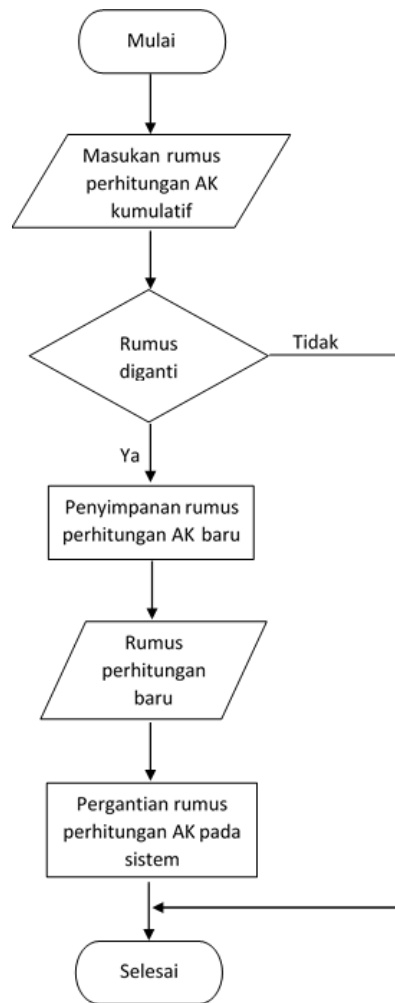 Mulai
Masukan rumus
perhitungan AK
kumulatif
Rumus
diganti
Tidak
Ya
Penyimpanan rumus
perhitungan AK baru
Rumus
perhitungan
baru
Pergantian rumus
perhitungan AK pada
sistem
Selesai